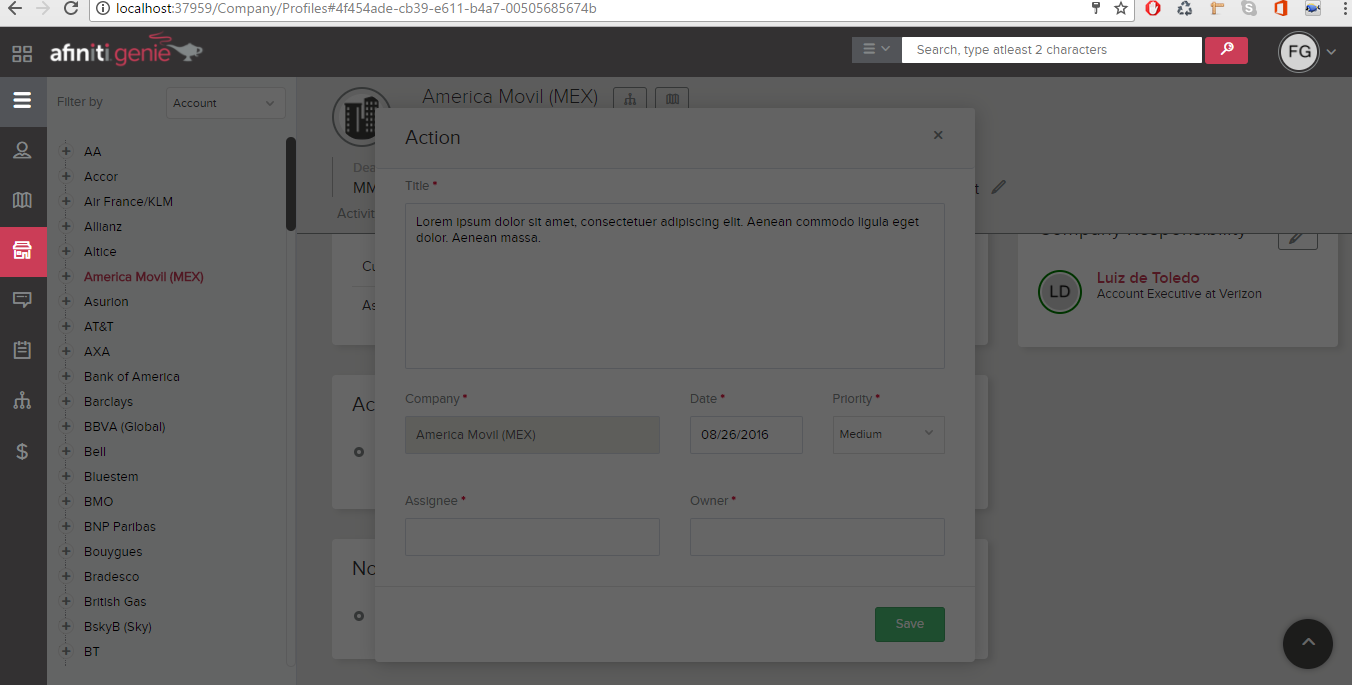 localhost:37959/Company/Profiles#4f454ade-cb39-e611-b4a7-00505685674b
afiniti.genie
Search, type atleast 2 characters
FG
Filter by
Account
AA
Accor
Air France/KLM
Allianz
Altice
America Movil (MEX)
Asurion
AT&T
AXA
Bank of America
Barclays
BBVA (Global)
Bell
Bluestem
BMO
BNP Paribas
Bouygues
Bradesco
British Gas
BskyB (Sky)
BT
America Movil (MEX)
Dea
MM
t
Activit
Cu
As
Ac
No
Action
×
Title *
Lorem ipsum dolor sit amet, consectetuer adipiscing elit. Aenean commodo ligula eget
dolor. Aenean massa.
Company *
America Movil (MEX)
Date *
08/26/2016
Priority *
Medium
Assignee *
Owner *
Save
Company Responsibility
LD
Luiz de Toledo
Account Executive at Verizon